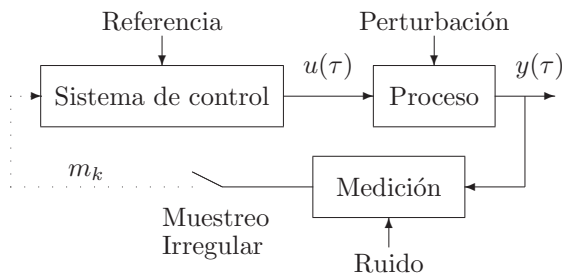 Referencia
Perturbación
Sistema de control
u(τ)
Proceso
y(τ)
m_k
Medición
Muestreo
Irregular
Ruido